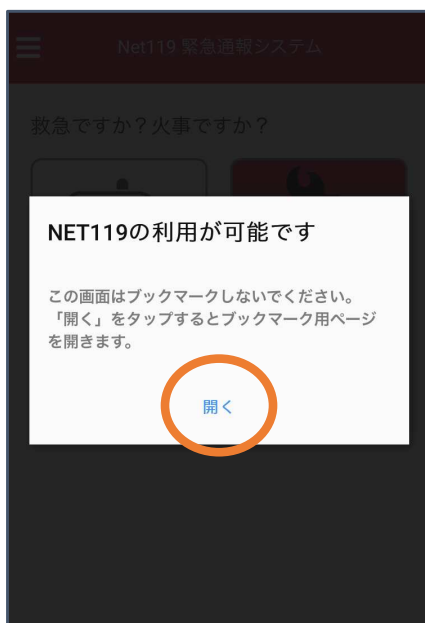 Net119 緊急通報システム
救急ですか？火事ですか？
NET119の利用が可能です
この画面はブックマークしないでください。
「開く」をタップするとブックマーク用ページ
を開きます。
開く